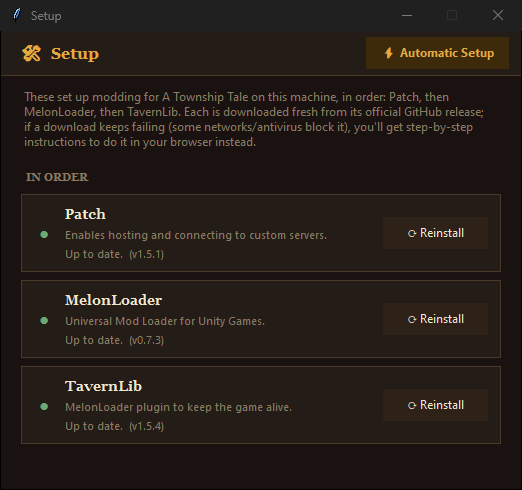 Setup
Setup
Automatic Setup
These set up modding for A Township Tale on this machine, in order: Patch, then
MelonLoader, then TavernLib. Each is downloaded fresh from its official GitHub release;
if a download keeps failing (some networks/antivirus block it), you'll get step-by-step
instructions to do it in your browser instead.
IN ORDER
Patch
Enables hosting and connecting to custom servers.
Up to date. (v1.5.1)
Reinstall
MelonLoader
Universal Mod Loader for Unity Games.
Up to date. (v0.7.3)
Reinstall
TavernLib
MelonLoader plugin to keep the game alive.
Up to date. (v1.5.4)
Reinstall